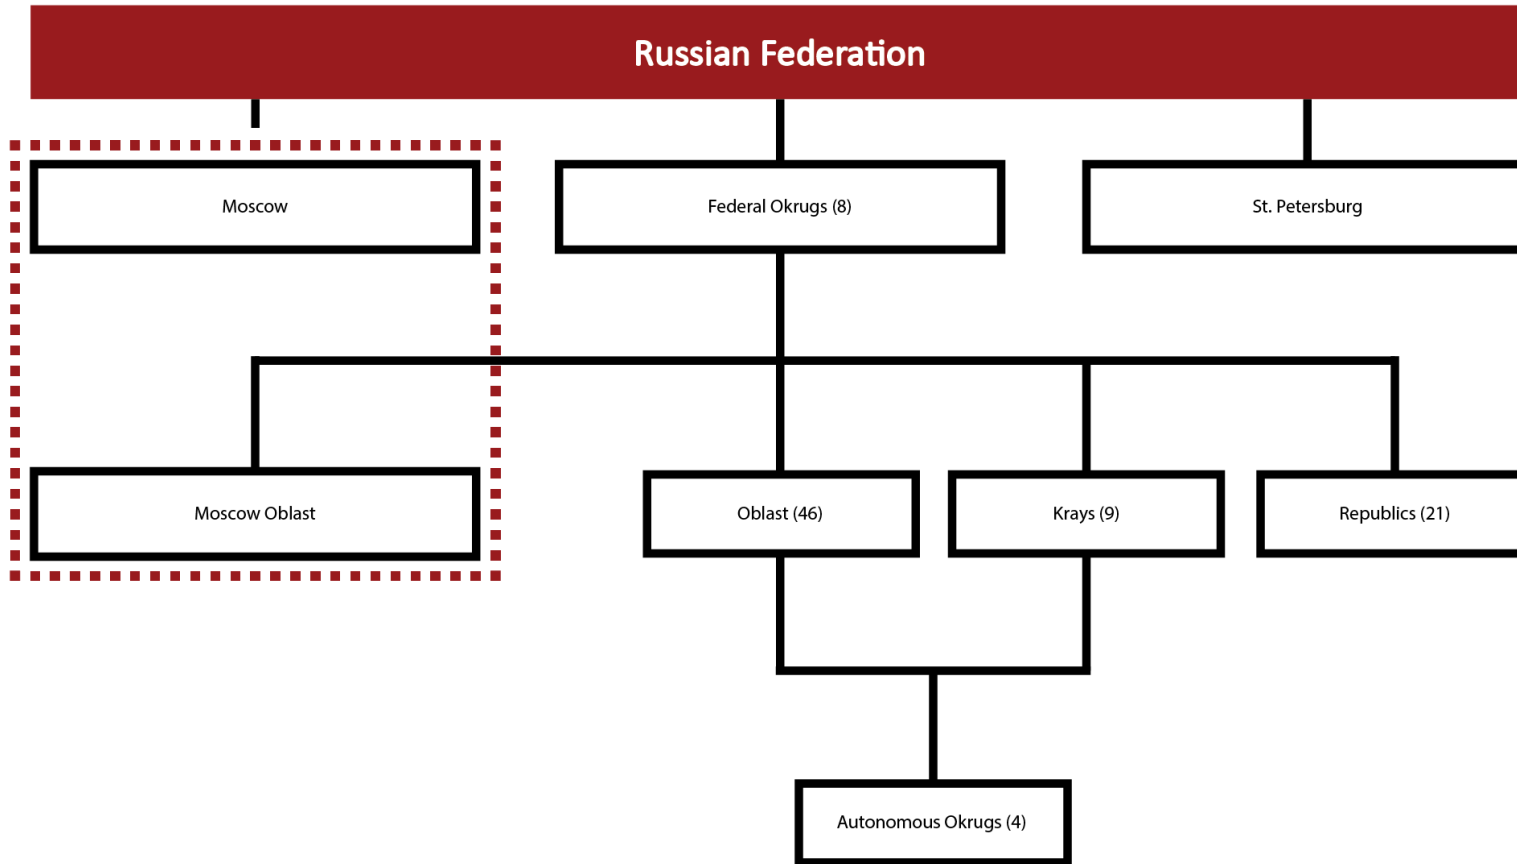 Russian Federation
Moscow
Federal Okrugs (8)
St. Petersburg
Moscow Oblast
Oblast (46)
Krays (9)
Republics (21)
Autonomous Okrugs (4)